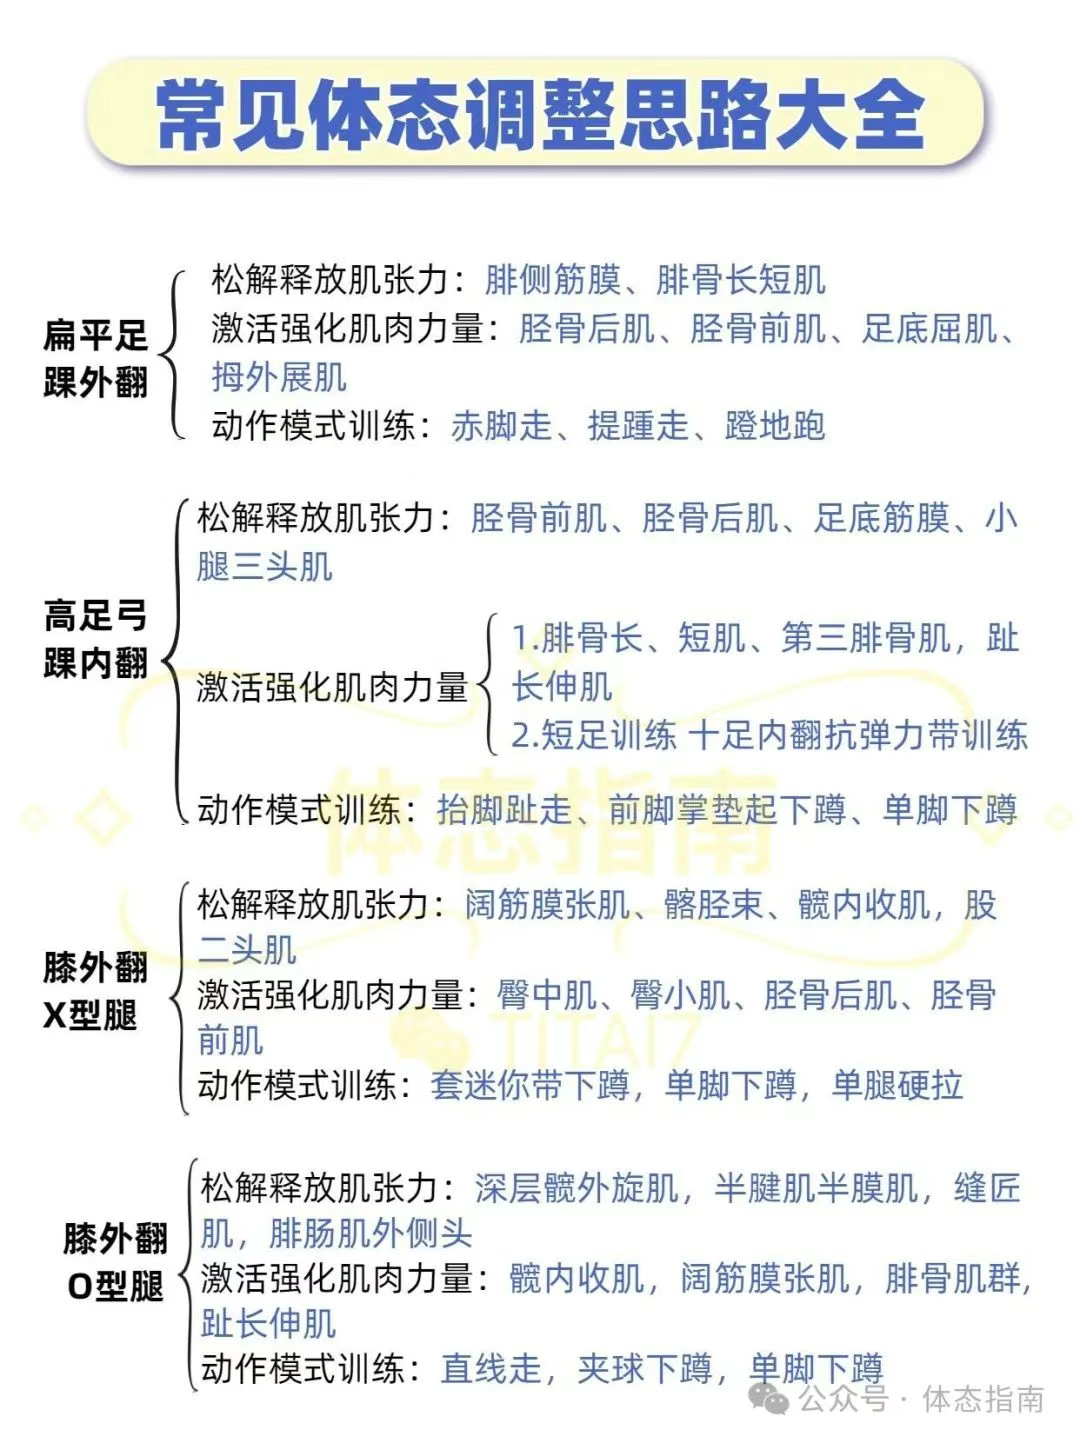 常见体态调整思路大全
扁平足
踝外翻
松解释放肌张力：腓侧筋膜、腓骨长短肌
激活强化肌肉力量：胫骨后肌、胫骨前肌、足底屈肌、
拇外展肌
动作模式训练：赤脚走、提踵走、蹬地跑
高足弓
踝内翻
松解释放肌张力：胫骨前肌、胫骨后肌、足底筋膜、小
腿三头肌
激活强化肌肉力量
1.腓骨长、短肌、第三腓骨肌，趾
长伸肌
2.短足训练 十足内翻抗弹力带训练
动作模式训练：抬脚趾走、前脚掌垫起下蹲、单脚下蹲
膝外翻
X型腿
松解释放肌张力：阔筋膜张肌、髂胫束、髋内收肌，股
二头肌
激活强化肌肉力量：臀中肌、臀小肌、胫骨后肌、胫骨
前肌
动作模式训练：套迷你带下蹲，单脚下蹲，单腿硬拉
膝外翻
O型腿
松解释放肌张力：深层髋外旋肌，半腱肌半膜肌，缝匠
肌，腓肠肌外侧头
激活强化肌肉力量：髋内收肌，阔筋膜张肌，腓骨肌群，
趾长伸肌
动作模式训练：直线走，夹球下蹲，单脚下蹲
体态指南
TITAI7
公众号·体态指南